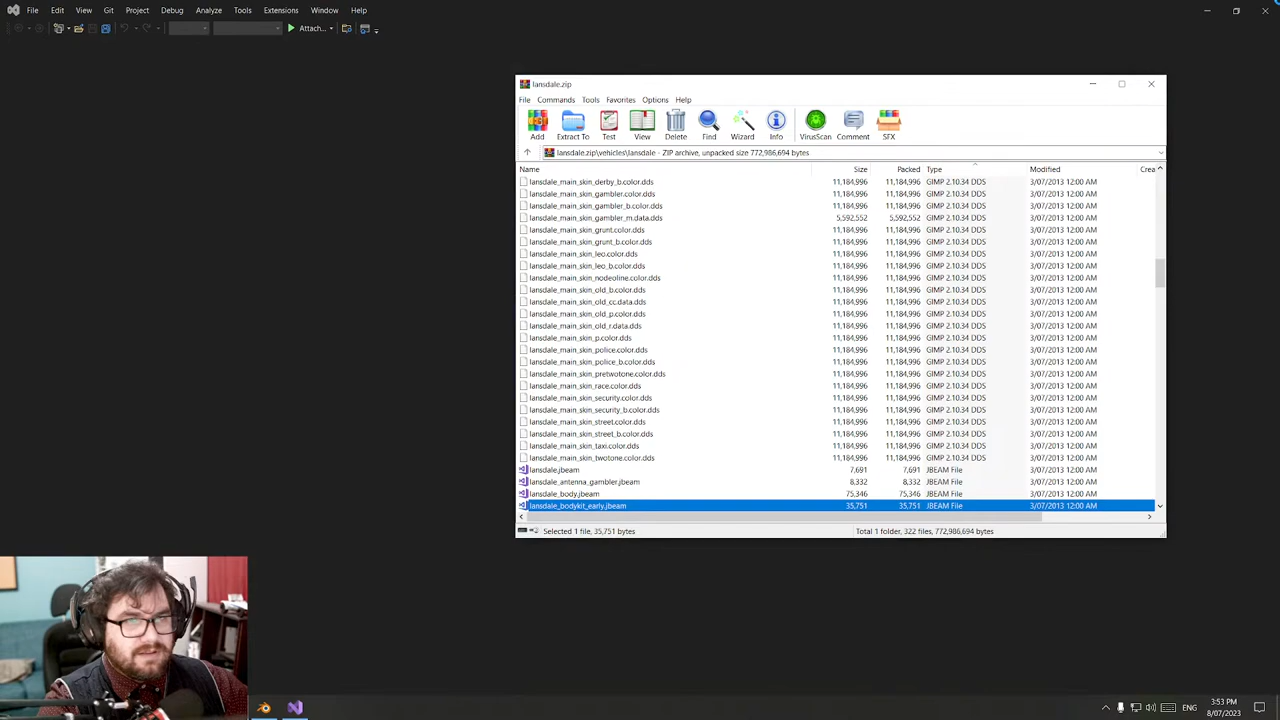 File Edit View Git Project Debug Analyze Tools Extensions Window Help
Attach...
lansdale.zip
File Commands Tools Favorites Options Help
Add Extract To Test View Delete Find Wizard Info VirusScan Comment SFX
lansdale.zip\vehicles\lansdale - ZIP archive, unpacked size 772,986,694 bytes
Name Size Packed Type Modified Crea
lansdale_main_skin_derby_b.color.dds 11,184,996 11,184,996 GIMP 2.10.34 DDS 3/07/2013 12:00 AM
lansdale_main_skin_gambler.color.dds 11,184,996 11,184,996 GIMP 2.10.34 DDS 3/07/2013 12:00 AM
lansdale_main_skin_gambler_b.color.dds 11,184,996 11,184,996 GIMP 2.10.34 DDS 3/07/2013 12:00 AM
lansdale_main_skin_gambler_m.data.dds 5,592,552 5,592,552 GIMP 2.10.34 DDS 3/07/2013 12:00 AM
lansdale_main_skin_grunt.color.dds 11,184,996 11,184,996 GIMP 2.10.34 DDS 3/07/2013 12:00 AM
lansdale_main_skin_grunt_b.color.dds 11,184,996 11,184,996 GIMP 2.10.34 DDS 3/07/2013 12:00 AM
lansdale_main_skin_leo.color.dds 11,184,996 11,184,996 GIMP 2.10.34 DDS 3/07/2013 12:00 AM
lansdale_main_skin_leo_b.color.dds 11,184,996 11,184,996 GIMP 2.10.34 DDS 3/07/2013 12:00 AM
lansdale_main_skin_nodeoline.color.dds 11,184,996 11,184,996 GIMP 2.10.34 DDS 3/07/2013 12:00 AM
lansdale_main_skin_old_b.color.dds 11,184,996 11,184,996 GIMP 2.10.34 DDS 3/07/2013 12:00 AM
lansdale_main_skin_old_cc.data.dds 11,184,996 11,184,996 GIMP 2.10.34 DDS 3/07/2013 12:00 AM
lansdale_main_skin_old_p.color.dds 11,184,996 11,184,996 GIMP 2.10.34 DDS 3/07/2013 12:00 AM
lansdale_main_skin_old_r.data.dds 11,184,996 11,184,996 GIMP 2.10.34 DDS 3/07/2013 12:00 AM
lansdale_main_skin_p.color.dds 11,184,996 11,184,996 GIMP 2.10.34 DDS 3/07/2013 12:00 AM
lansdale_main_skin_police.color.dds 11,184,996 11,184,996 GIMP 2.10.34 DDS 3/07/2013 12:00 AM
lansdale_main_skin_police_b.color.dds 11,184,996 11,184,996 GIMP 2.10.34 DDS 3/07/2013 12:00 AM
lansdale_main_skin_pretwotone.color.dds 11,184,996 11,184,996 GIMP 2.10.34 DDS 3/07/2013 12:00 AM
lansdale_main_skin_race.color.dds 11,184,996 11,184,996 GIMP 2.10.34 DDS 3/07/2013 12:00 AM
lansdale_main_skin_security.color.dds 11,184,996 11,184,996 GIMP 2.10.34 DDS 3/07/2013 12:00 AM
lansdale_main_skin_security_b.color.dds 11,184,996 11,184,996 GIMP 2.10.34 DDS 3/07/2013 12:00 AM
lansdale_main_skin_street.color.dds 11,184,996 11,184,996 GIMP 2.10.34 DDS 3/07/2013 12:00 AM
lansdale_main_skin_street_b.color.dds 11,184,996 11,184,996 GIMP 2.10.34 DDS 3/07/2013 12:00 AM
lansdale_main_skin_taxi.color.dds 11,184,996 11,184,996 GIMP 2.10.34 DDS 3/07/2013 12:00 AM
lansdale_main_skin_twotone.color.dds 11,184,996 11,184,996 GIMP 2.10.34 DDS 3/07/2013 12:00 AM
lansdale.jbeam 7,691 7,691 JBEAM File 3/07/2013 12:00 AM
lansdale_antenna_gambler.jbeam 8,332 8,332 JBEAM File 3/07/2013 12:00 AM
lansdale_body.jbeam 75,346 75,346 JBEAM File 3/07/2013 12:00 AM
lansdale_bodykit_early.jbeam 35,751 35,751 JBEAM File 3/07/2013 12:00 AM
Selected 1 file, 35,751 bytes Total 1 folder, 322 files, 772,986,694 bytes
ENG 3:53 PM
8/07/2023